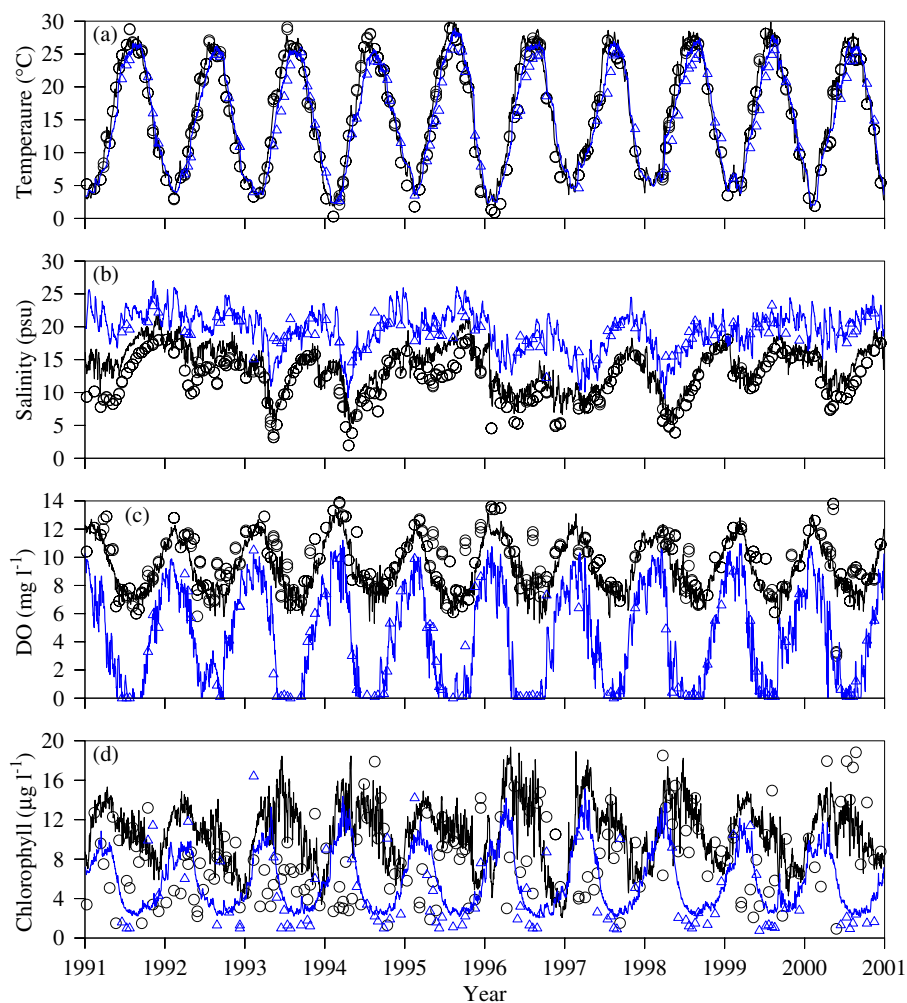 (a)
Temperaure (°C)
30
25
20
15
10
5
0
(b)
Salinity (psu)
30
25
20
15
10
5
0
(c)
DO (mg l-1)
14
12
10
8
6
4
2
0
(d)
Chlorophyll (μg l-1)
20
16
12
8
4
0
1991 1992 1993 1994 1995 1996 1997 1998 1999 2000 2001
Year